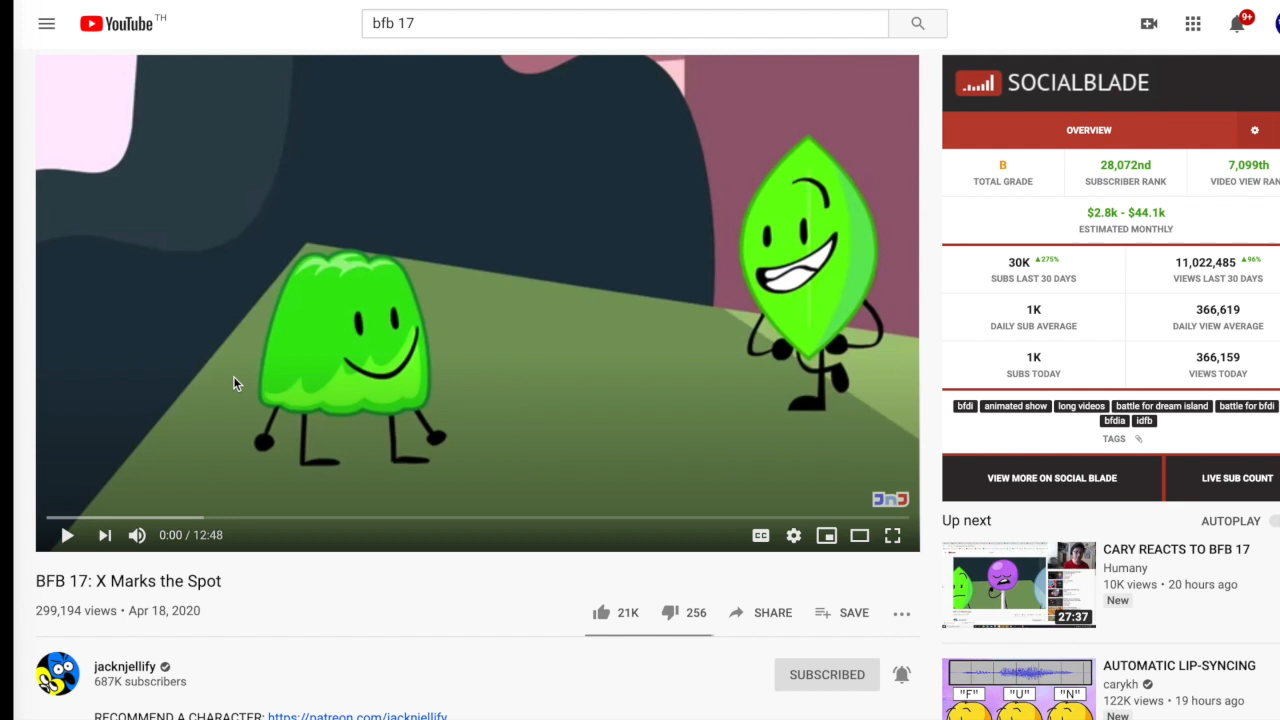 YouTube TH
bfb 17
9+
SOCIALBLADE
OVERVIEW
B
TOTAL GRADE
28,072nd
SUBSCRIBER RANK
7,099th
VIDEO VIEW RAN
$2.8k - $44.1k
ESTIMATED MONTHLY
30K ▲275%
SUBS LAST 30 DAYS
11,022,485 ▲96%
VIEWS LAST 30 DAYS
1K
DAILY SUB AVERAGE
366,619
DAILY VIEW AVERAGE
1K
SUBS TODAY
366,159
VIEWS TODAY
bfdi animated show long videos battle for dream island battle for bfdi
bfdia idfb
TAGS
VIEW MORE ON SOCIAL BLADE
LIVE SUB COUNT
0:00 / 12:48
CC
BFB 17: X Marks the Spot
299,194 views • Apr 18, 2020
21K
256
SHARE
SAVE
jacknjellify
687K subscribers
SUBSCRIBED
RECOMMEND A CHARACTER: https://patreon.com/jacknjellify
Up next
AUTOPLAY
27:37
CARY REACTS TO BFB 17
Humany
10K views • 20 hours ago
New
"F" "U" "N"
AUTOMATIC LIP-SYNCING
carykh
122K views • 19 hours ago
New